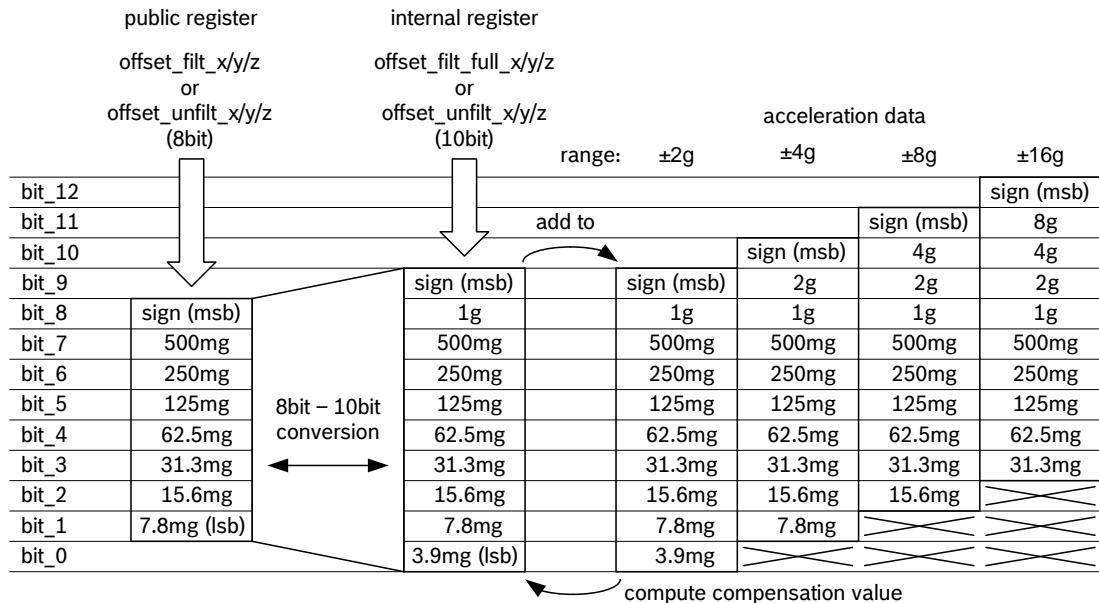 public register internal register
offset_filt_x/y/z offset_filt_full_x/y/z
or or
offset_unfilt_x/y/z offset_unfilt_x/y/z
(8bit) (10bit) acceleration data
range: ±2g ±4g ±8g ±16g
bit_12 sign (msb)
bit_11 add to sign (msb) 8g
bit_10 sign (msb) 4g 4g
bit_9 sign (msb) sign (msb) 2g 2g 2g
bit_8 sign (msb) 1g 1g 1g 1g 1g
bit_7 500mg 500mg 500mg 500mg 500mg 500mg
bit_6 250mg 250mg 250mg 250mg 250mg 250mg
bit_5 125mg 125mg 125mg 125mg 125mg 125mg
8bit – 10bit
conversion
bit_4 62.5mg 62.5mg 62.5mg 62.5mg 62.5mg 62.5mg
bit_3 31.3mg 31.3mg 31.3mg 31.3mg 31.3mg 31.3mg
bit_2 15.6mg 15.6mg 15.6mg 15.6mg 15.6mg
bit_1 7.8mg (lsb) 7.8mg 7.8mg 7.8mg
bit_0 3.9mg (lsb) 3.9mg
compute compensation value